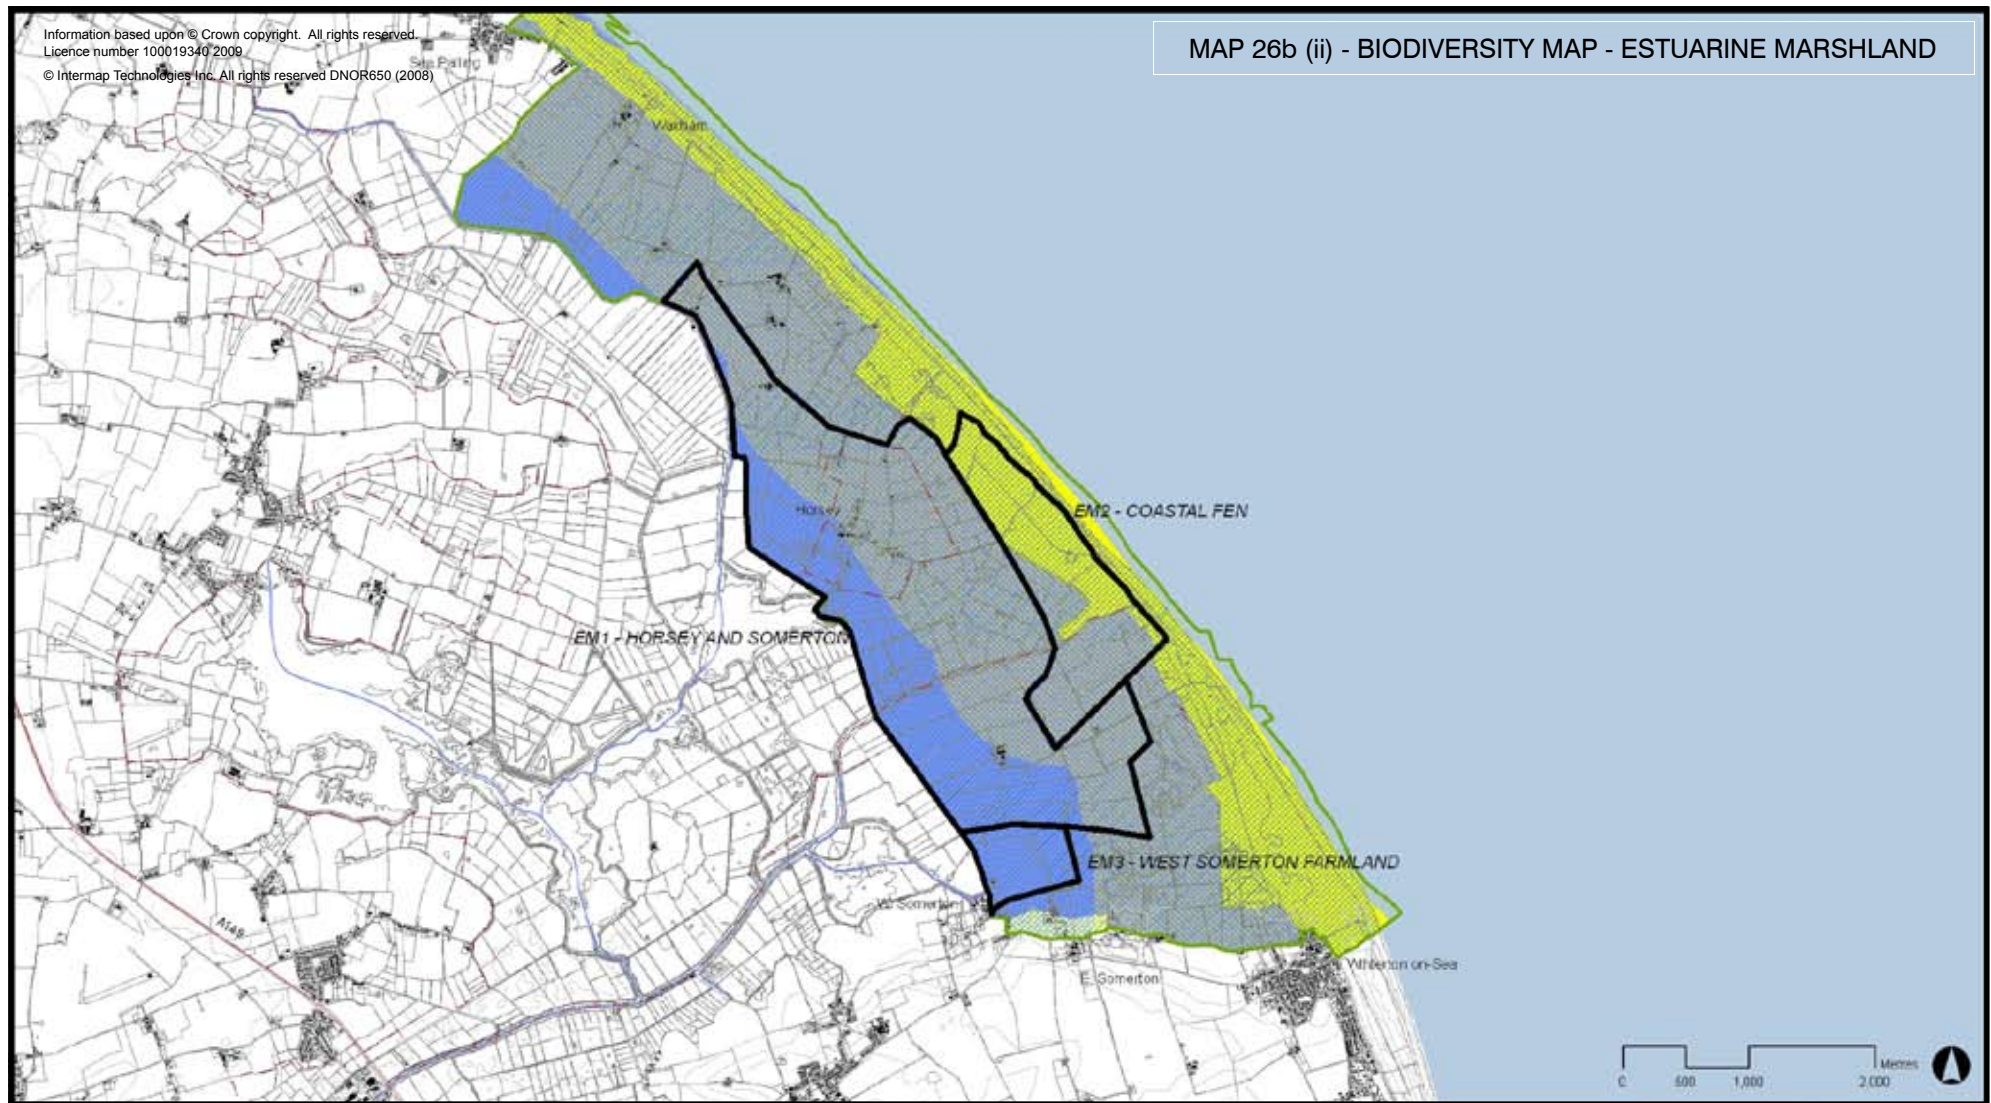 Information based upon © Crown copyright. All rights reserved.
Licence number 100019340 2009
© Intermap Technologies Inc. All rights reserved DNOR650 (2008)
MAP 26b (ii) - BIODIVERSITY MAP - ESTUARINE MARSHLAND
Sea Palling
Waxham
Horsey
EM2 - COASTAL FEN
EM1 - HORSEY AND SOMERTON
EM3 - WEST SOMERTON FARMLAND
W. Somerton
A149
E. Somerton
on-Sea
Metres
0 500 1,000 2,000